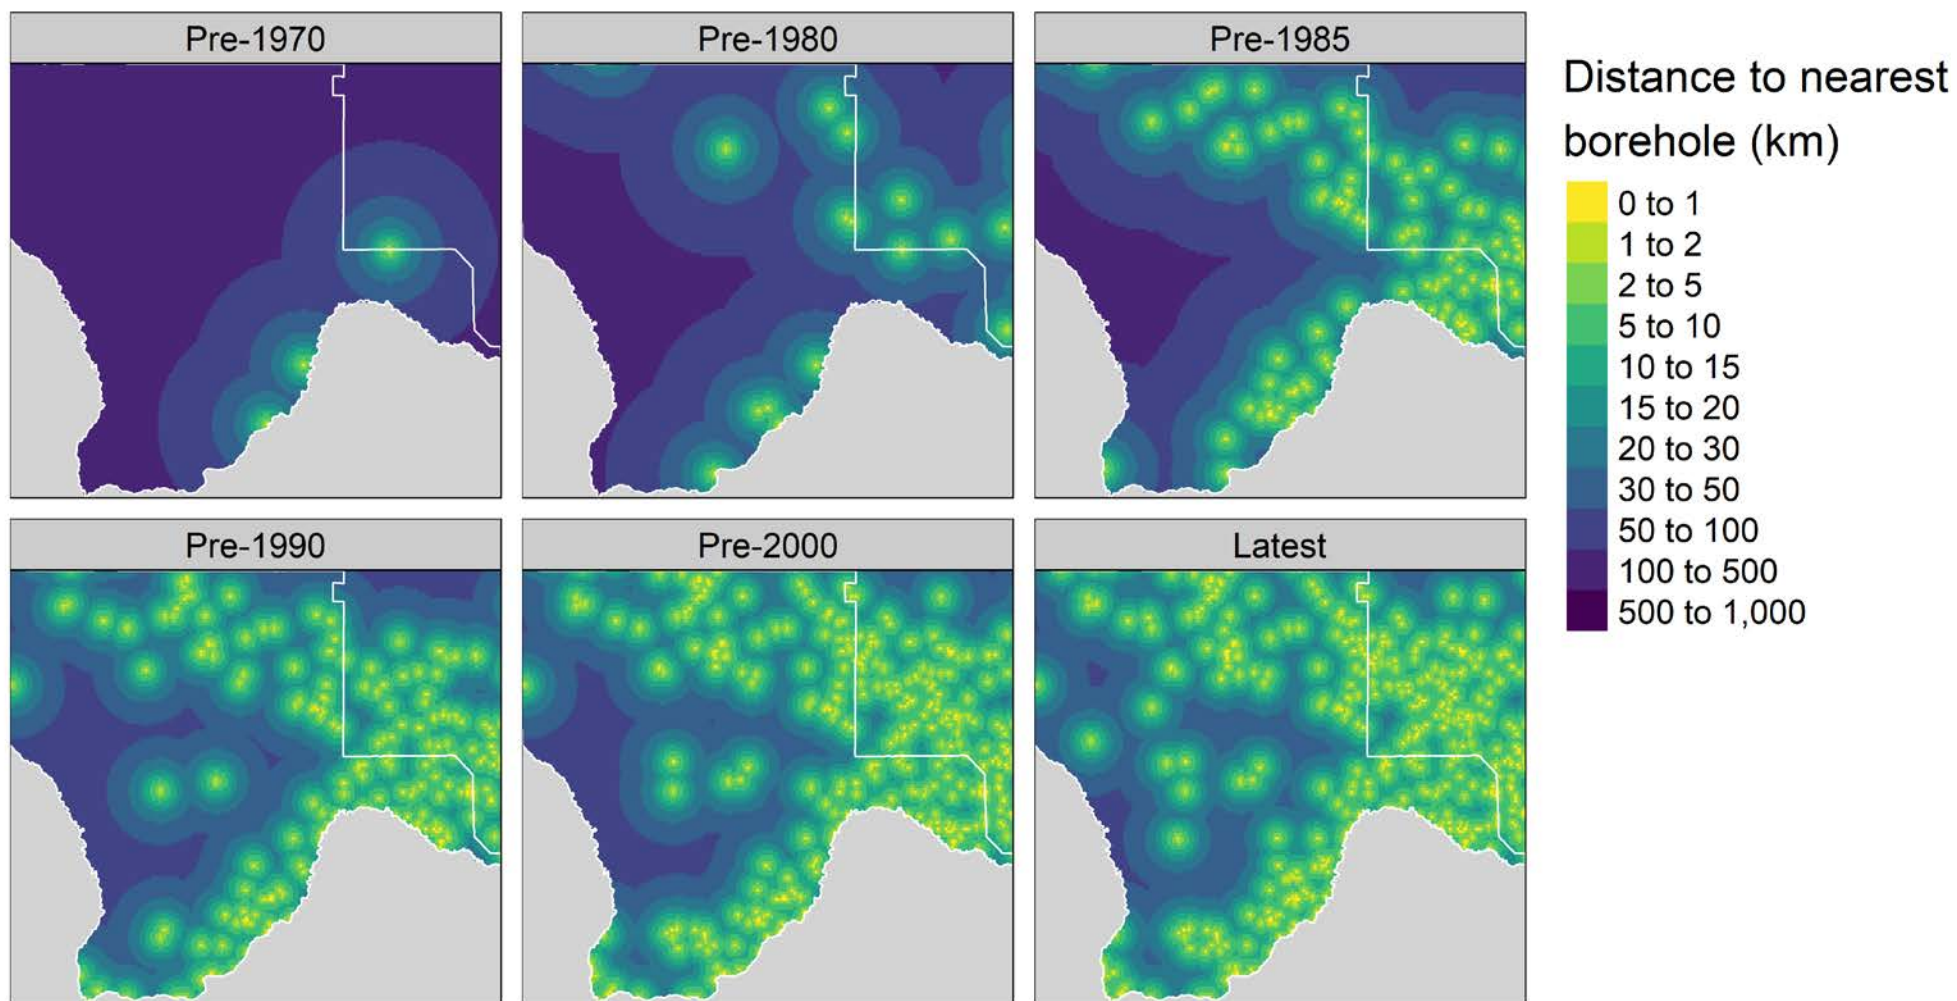 Pre-1970
Pre-1980
Pre-1985
Distance to nearest
borehole (km)
0 to 1
1 to 2
2 to 5
5 to 10
10 to 15
15 to 20
20 to 30
30 to 50
50 to 100
100 to 500
500 to 1,000
Pre-1990
Pre-2000
Latest